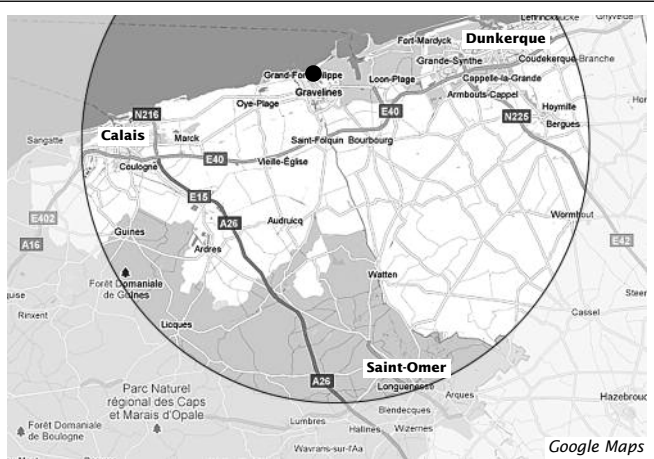 Leffrinckoucke
Ghyvelde
Dunkerque
Fort-Mardyck
Grande-Synthe
Coudekerque-Branche
Grand-Fort-Philippe
Loon-Plage
Cappelle-la-Grande
Gravelines
Armbouts-Cappel
Oye-Plage
Hoymille
N216
E40
N225
Bergues
Calais
Marck
Sangatte
Saint-Folquin
Bourbourg
E40
Vieille-Église
Coulogne
E15
Wormhout
E402
A26
Audruicq
Guines
E42
A16
Ardres
Watten
Forêt Domaniale
de Guînes
Steen
Cassel
Rinxent
Licques
Saint-Omer
A26
Longuenesse
Arques
Parc Naturel
régional des Caps
et Marais d'Opale
Hazebrouck
Blendecques
Lumbres
Forêt Domaniale
de Boulogne
Hallines
Wizernes
Wavrans-sur-l'Aa
Google Maps